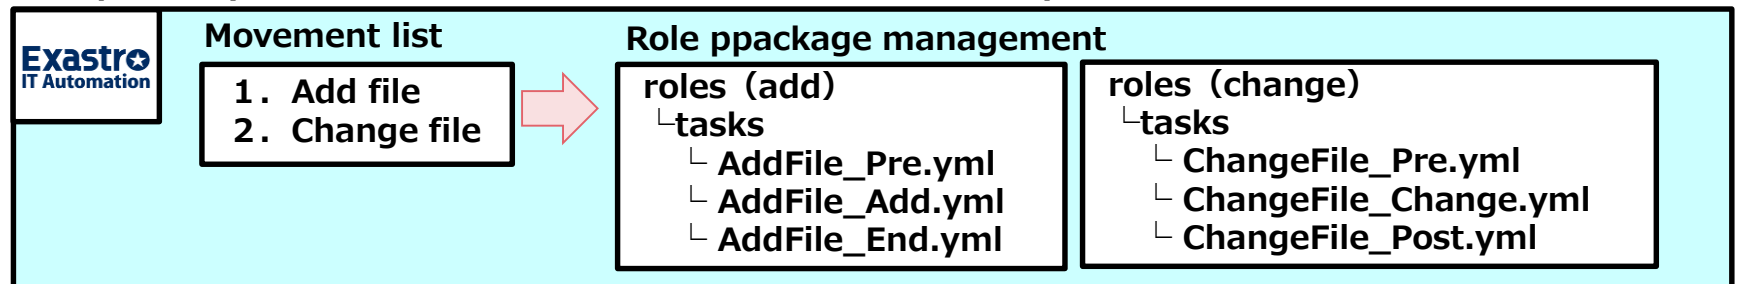 Exastro
IT Automation
Movement list
1．Add file
2．Change file
Role ppackage management
roles（add）
└tasks
└ AddFile_Pre.yml
└ AddFile_Add.yml
└ AddFile_End.yml
roles（change）
└tasks
└ ChangeFile_Pre.yml
└ ChangeFile_Change.yml
└ ChangeFile_Post.yml